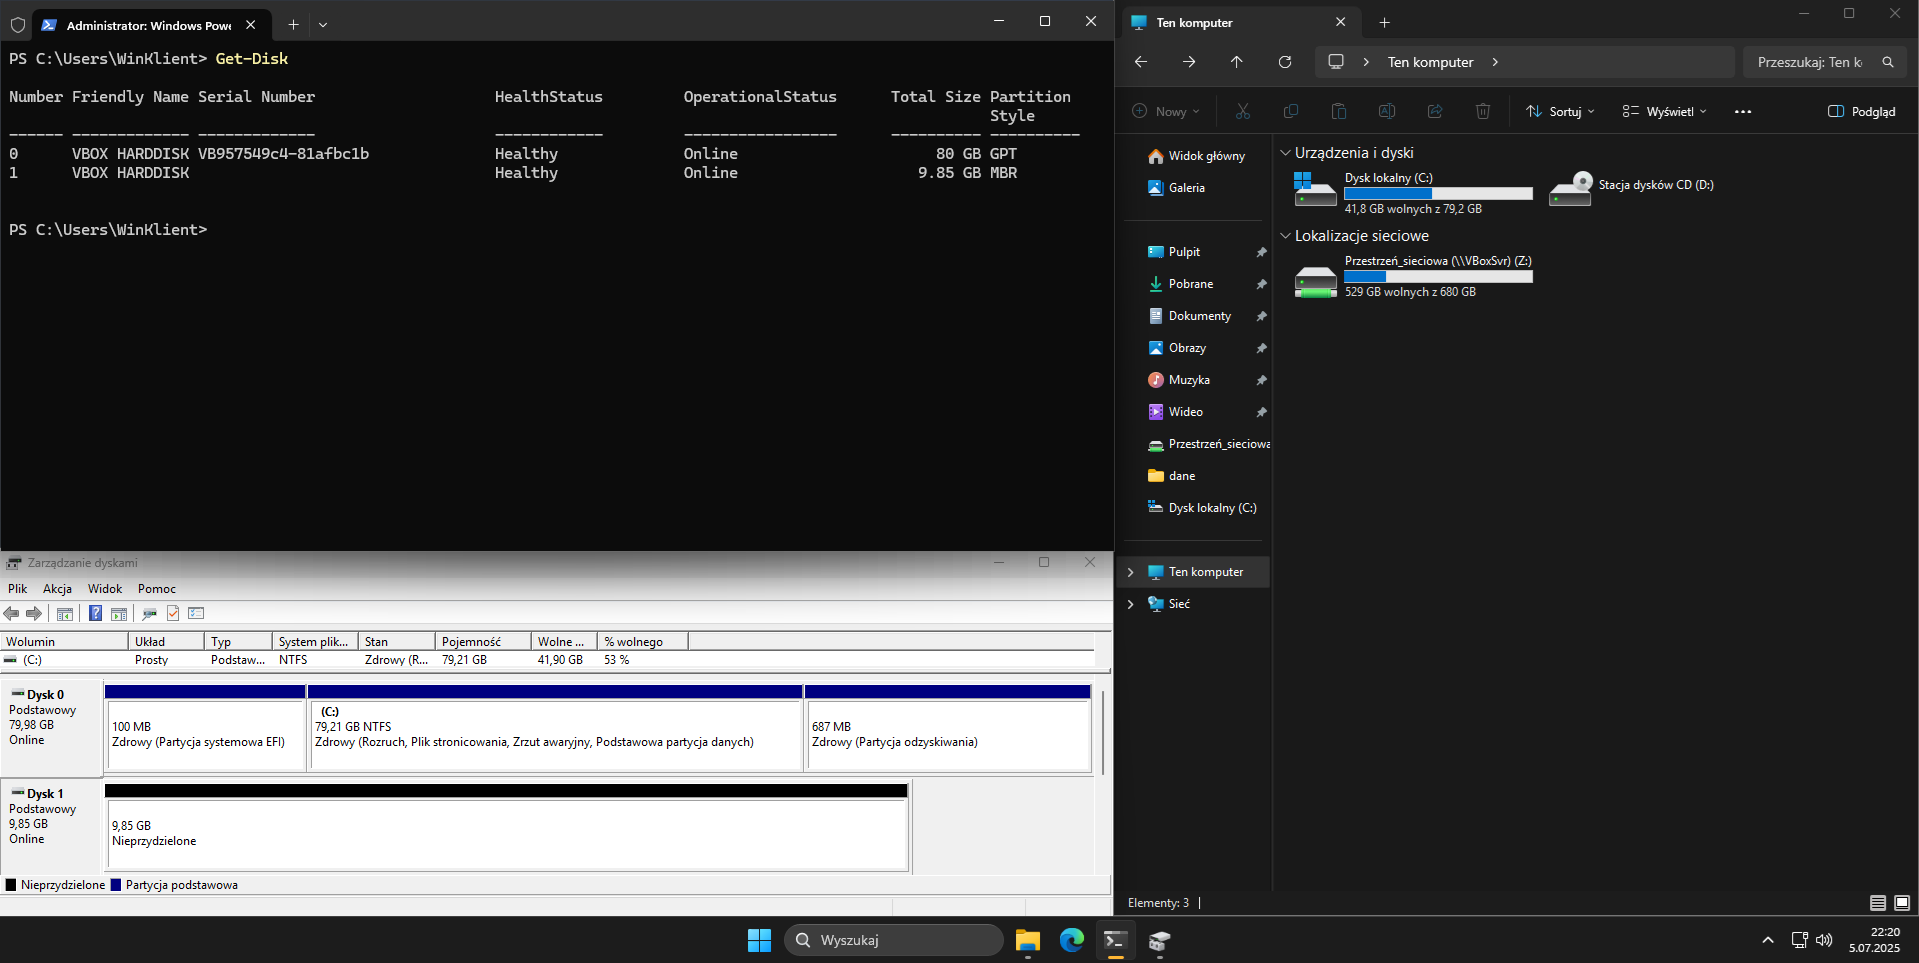 Administrator: Windows Powe
PS C:\Users\WinKlient> Get-Disk
Number Friendly Name Serial Number HealthStatus OperationalStatus Total Size Partition
Style
------ ------------- ------------- ------------ ----------------- ---------- ----------
0 VBOX HARDDISK VB957549c4-81afbc1b Healthy Online 80 GB GPT
1 VBOX HARDDISK Healthy Online 9.85 GB MBR
PS C:\Users\WinKlient>
Zarządzanie dyskami
Plik Akcja Widok Pomoc
Wolumin Układ Typ System plik... Stan Pojemność Wolne ... % wolnego
(C:) Prosty Podstaw... NTFS Zdrowy (R... 79,21 GB 41,90 GB 53 %
Dysk 0
Podstawowy
79,98 GB
Online
100 MB
Zdrowy (Partycja systemowa EFI)
(C:)
79,21 GB NTFS
Zdrowy (Rozruch, Plik stronicowania, Zrzut awaryjny, Podstawowa partycja danych)
687 MB
Zdrowy (Partycja odzyskiwania)
Dysk 1
Podstawowy
9,85 GB
Online
9,85 GB
Nieprzydzielone
Nieprzydzielone Partycja podstawowa
Ten komputer
Ten komputer
Przeszukaj: Ten k
Nowy
Sortuj
Wyświetl
Podgląd
Widok główny
Galeria
Pulpit
Pobrane
Dokumenty
Obrazy
Muzyka
Wideo
Przestrzeń_sieciowa
dane
Dysk lokalny (C:)
Ten komputer
Sieć
Urządzenia i dyski
Dysk lokalny (C:)
41,8 GB wolnych z 79,2 GB
Stacja dysków CD (D:)
Lokalizacje sieciowe
Przestrzeń_sieciowa (\\VBoxSvr) (Z:)
529 GB wolnych z 680 GB
Elementy: 3
Wyszukaj
22:20
5.07.2025